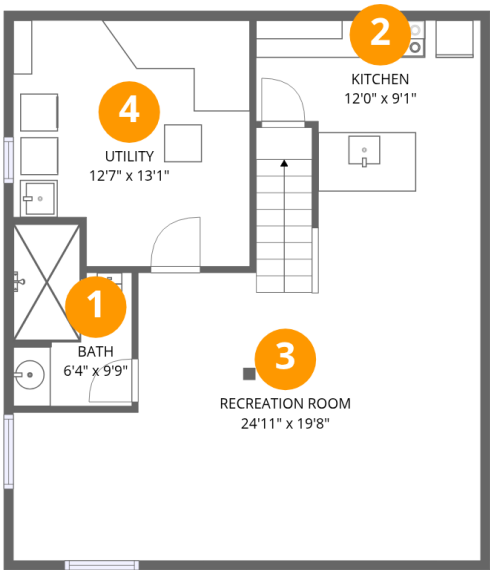 2
KITCHEN
12'0" x 9'1"
4
UTILITY
12'7" x 13'1"
1
BATH
6'4" x 9'9"
3
RECREATION ROOM
24'11" x 19'8"